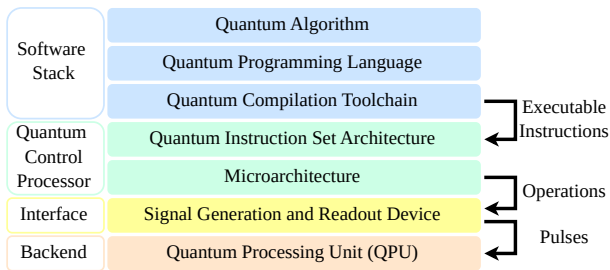 Software
Stack
Quantum Algorithm
Quantum Programming Language
Quantum Compilation Toolchain
Executable
Instructions
Quantum
Control
Processor
Quantum Instruction Set Architecture
Microarchitecture
Operations
Interface
Signal Generation and Readout Device
Pulses
Backend
Quantum Processing Unit (QPU)